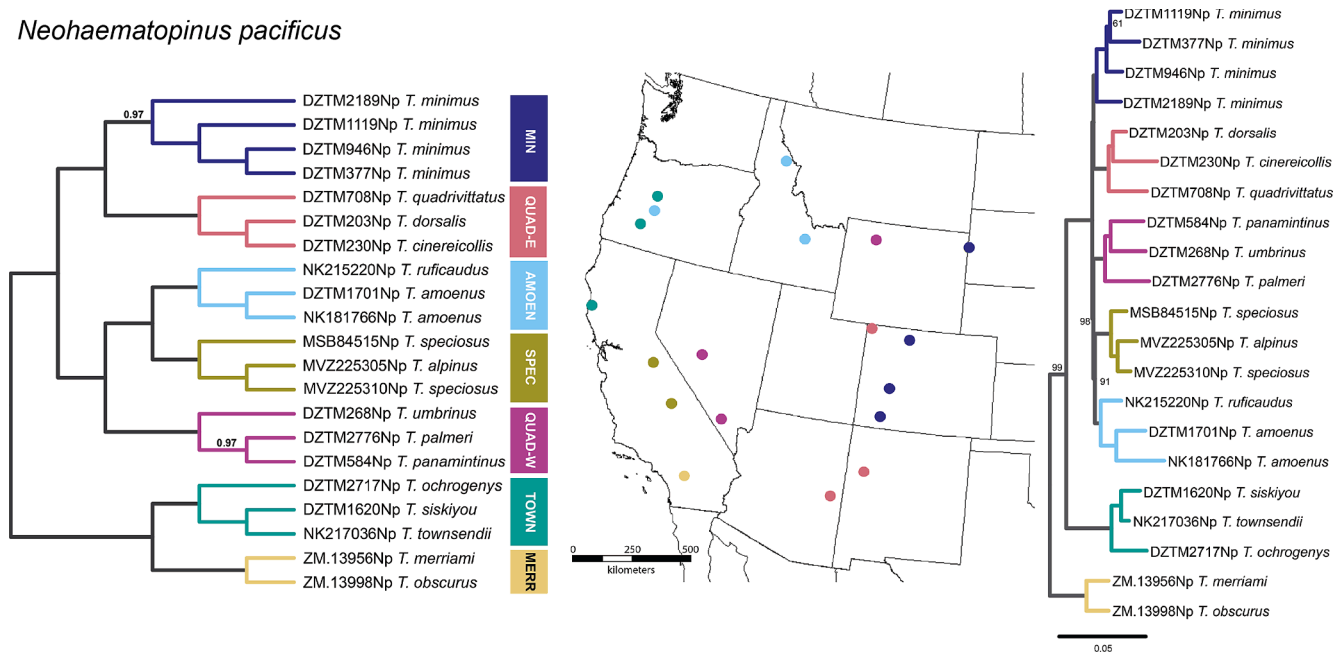 Neohaematopinus pacificus
0.97
DZTM2189Np T. minimus
DZTM1119Np T. minimus
DZTM946Np T. minimus
DZTM377Np T. minimus
DZTM708Np T. quadrivittatus
DZTM203Np T. dorsalis
DZTM230Np T. cinereicollis
NK215220Np T. ruficaudus
DZTM1701Np T. amoenus
NK181766Np T. amoenus
MSB84515Np T. speciosus
MVZ225305Np T. alpinus
MVZ225310Np T. speciosus
DZTM268Np T. umbrinus
0.97
DZTM2776Np T. palmeri
DZTM584Np T. panamintinus
DZTM2717Np T. ochrogenys
DZTM1620Np T. siskiyou
NK217036Np T. townsendii
ZM.13956Np T. merriami
ZM.13998Np T. obscurus
MIN
QUAD-E
AMOEN
SPEC
QUAD-W
TOWN
MERR
0 250 500
kilometers
DZTM1119Np T. minimus
61
DZTM377Np T. minimus
DZTM946Np T. minimus
DZTM2189Np T. minimus
DZTM203Np T. dorsalis
DZTM230Np T. cinereicollis
DZTM708Np T. quadrivittatus
DZTM584Np T. panamintinus
DZTM268Np T. umbrinus
DZTM2776Np T. palmeri
MSB84515Np T. speciosus
98
MVZ225305Np T. alpinus
99
MVZ225310Np T. speciosus
91
NK215220Np T. ruficaudus
DZTM1701Np T. amoenus
NK181766Np T. amoenus
DZTM1620Np T. siskiyou
NK217036Np T. townsendii
DZTM2717Np T. ochrogenys
ZM.13956Np T. merriami
ZM.13998Np T. obscurus
0.05